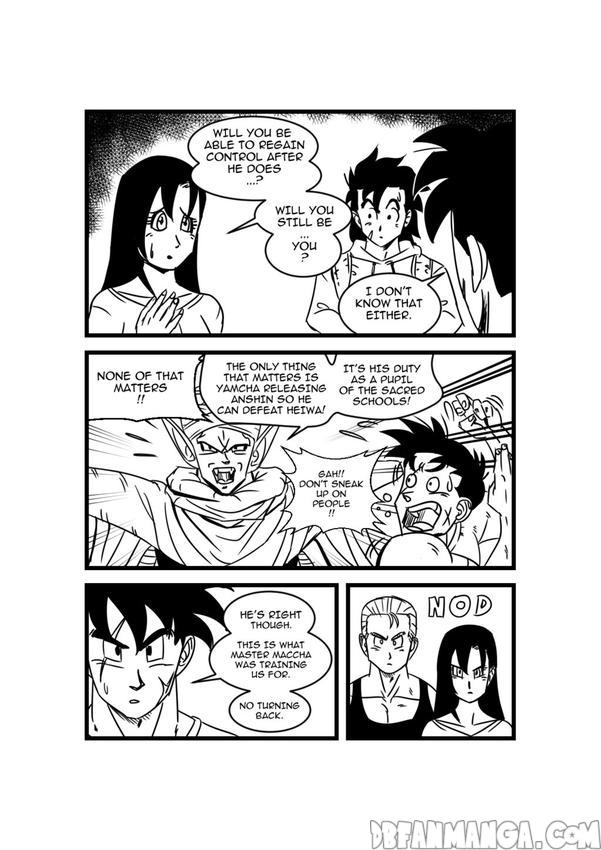 WILL YOU BE
ABLE TO REGAIN
CONTROL AFTER
HE DOES
...?
WILL YOU
STILL BE
...
YOU
?
I DON'T
KNOW THAT
EITHER.
NONE OF THAT
MATTERS
!!
THE ONLY THING
THAT MATTERS IS
YAMCHA RELEASING
ANSHIN SO HE
CAN DEFEAT HEIWA!
IT'S HIS DUTY
AS A PUPIL
OF THE SACRED
SCHOOLS!
GAH!!
DON'T SNEAK
UP ON
PEOPLE
!!
HE'S RIGHT
THOUGH.
THIS IS WHAT
MASTER MACCHA
WAS TRAINING
US FOR.
NO TURNING
BACK.
NOD
DBFANMANGA.COM